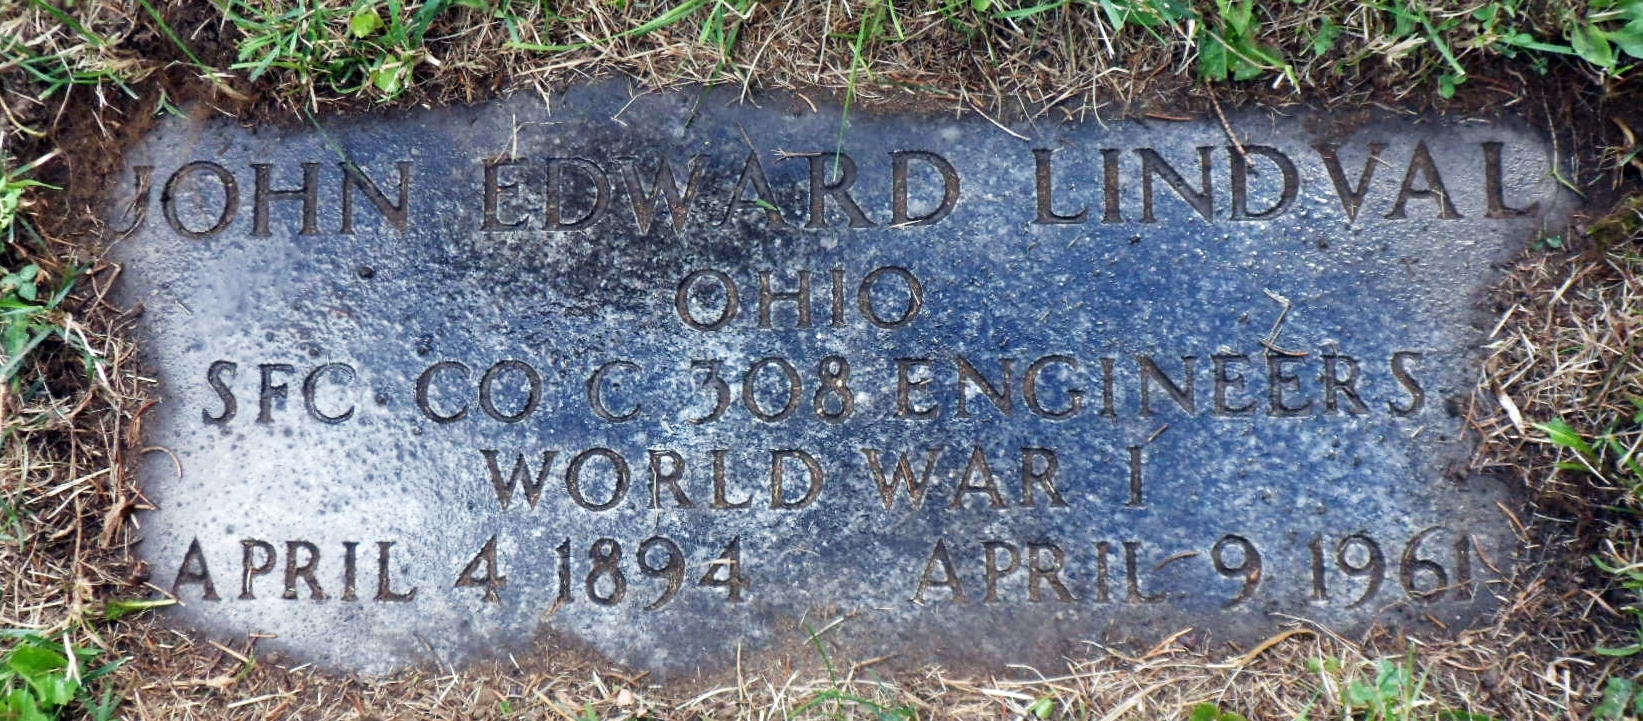 JOHN EDWARD LINDVAL
OHIO
SFC CO C 308 ENGINEERS
WORLD WAR I
APRIL 4 1894 APRIL 9 1961